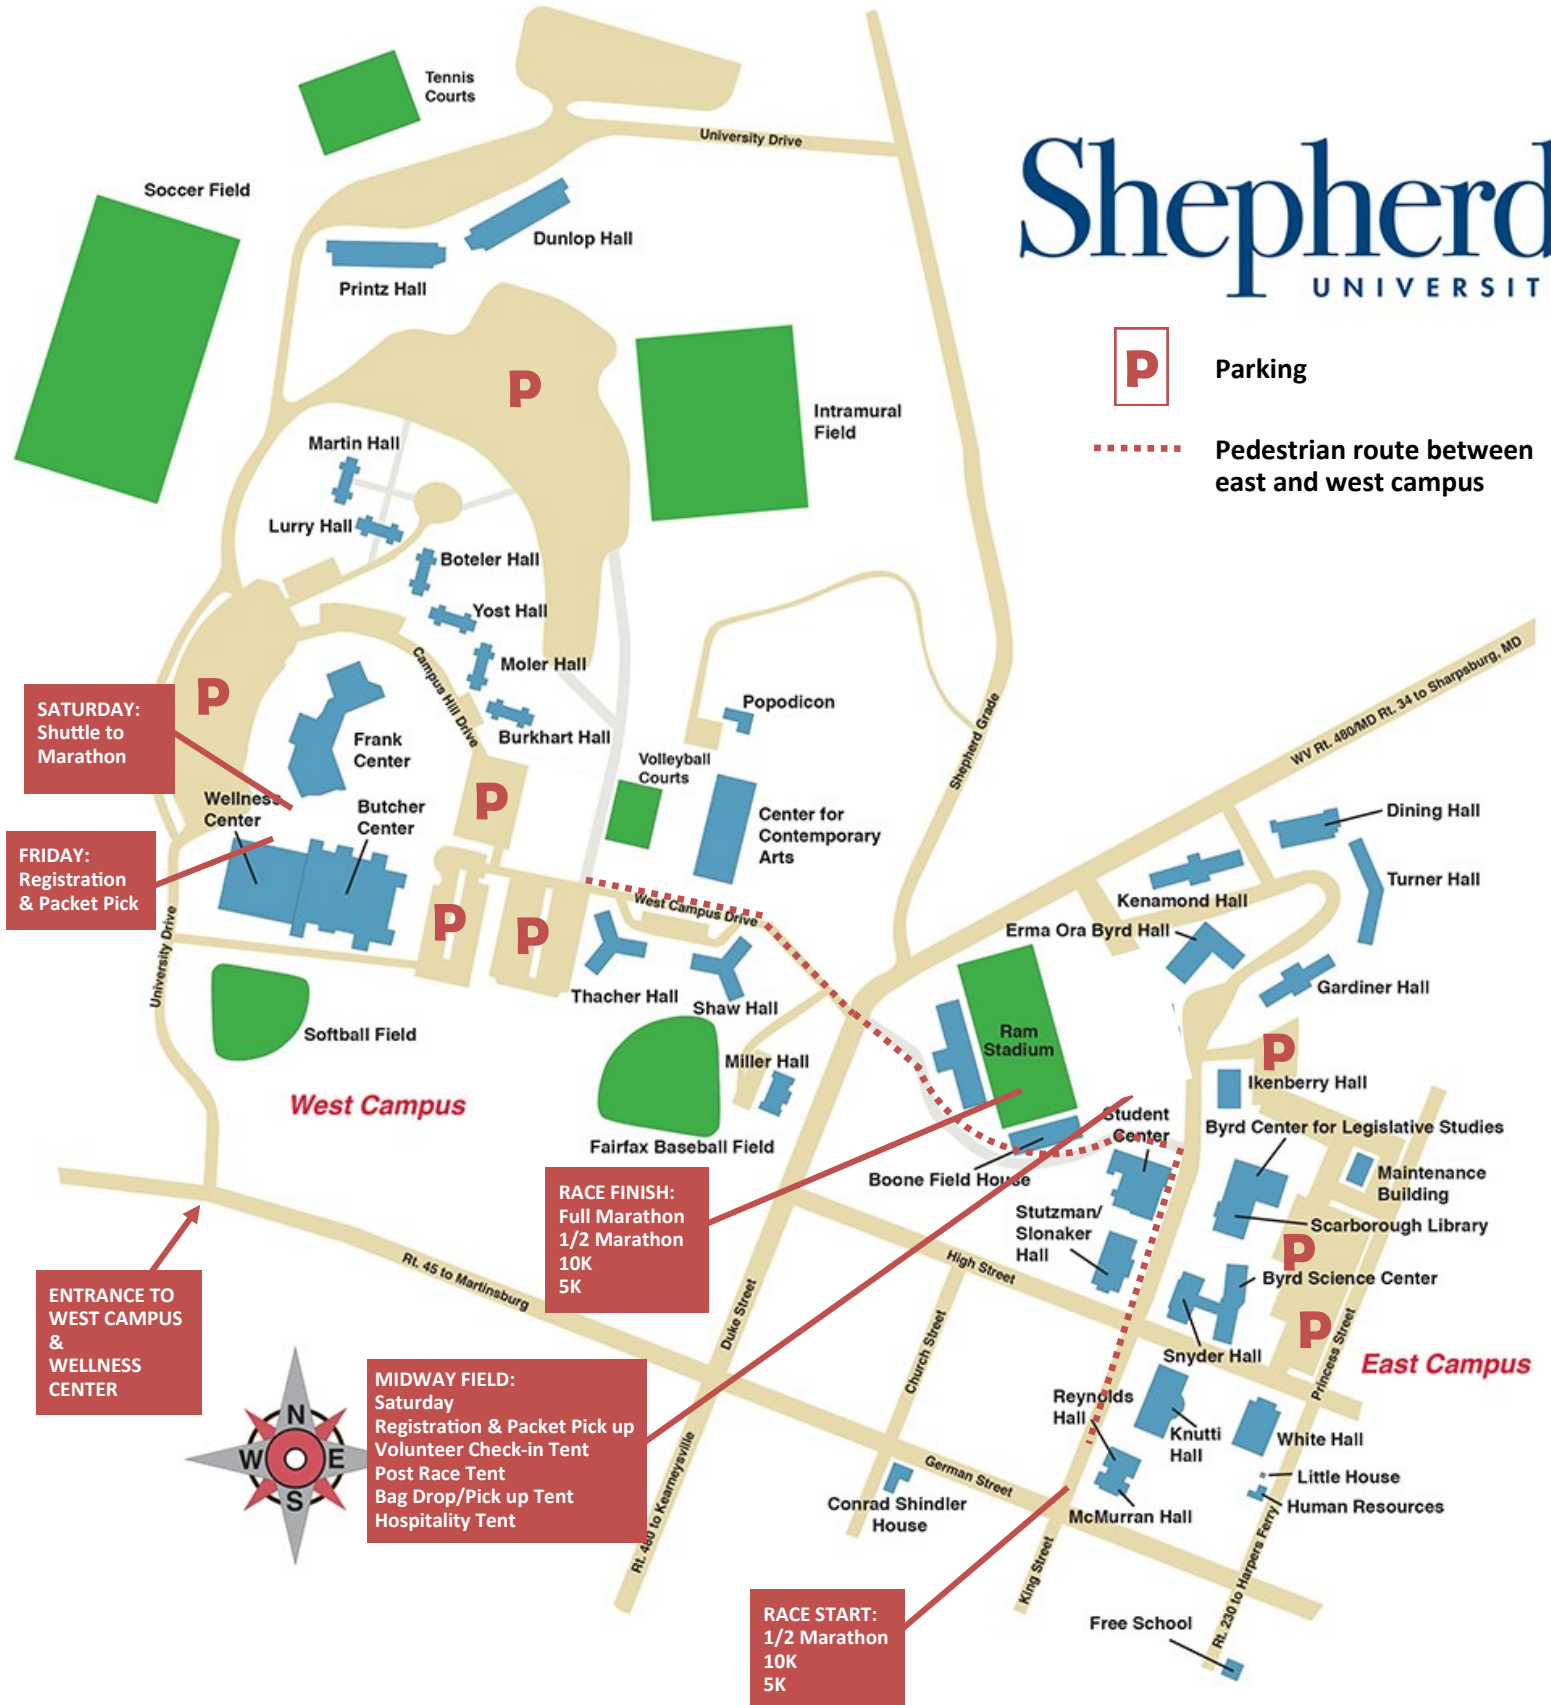 Tennis
Courts
University Drive
Shepherd
UNIVERSIT
Soccer Field
Dunlop Hall
Printz Hall
P
Parking
P
Intramural
Field
Pedestrian route between
east and west campus
Martin Hall
Lurry Hall
Boteler Hall
Yost Hall
Moler Hall
Campus Hill Drive
Burkhart Hall
Popodicon
Shepherd Grade
WV Rt. 480/MD Rt. 34 to Sharpsburg, MD
P
SATURDAY:
Shuttle to
Marathon
Frank
Center
Volleyball
Courts
Wellness
Center
Butcher
Center
P
Center for
Contemporary
Arts
Dining Hall
FRIDAY:
Registration
& Packet Pick
Turner Hall
Kenamond Hall
West Campus Drive
P
P
Erma Ora Byrd Hall
University Drive
Thacher Hall
Shaw Hall
Gardiner Hall
Softball Field
Ram
Stadium
P
Miller Hall
Ikenberry Hall
West Campus
Student
Center
Byrd Center for Legislative Studies
Fairfax Baseball Field
Boone Field House
Maintenance
Building
RACE FINISH:
Full Marathon
1/2 Marathon
10K
5K
Stutzman/
Slonaker
Hall
Scarborough Library
P
High Street
Byrd Science Center
Rt. 45 to Martinsburg
ENTRANCE TO
WEST CAMPUS
&
WELLNESS
CENTER
Duke Street
Church Street
P
Princess Street
Snyder Hall
East Campus
MIDWAY FIELD:
Saturday
Registration & Packet Pick up
Volunteer Check-in Tent
Post Race Tent
Bag Drop/Pick up Tent
Hospitality Tent
N
W
E
S
Reynolds
Hall
Knutti
Hall
White Hall
German Street
Little House
Human Resources
Conrad Shindler
House
McMurran Hall
Rt. 480 to Kearneysville
King Street
Rt. 230 to Harpers Ferry
RACE START:
1/2 Marathon
10K
5K
Free School